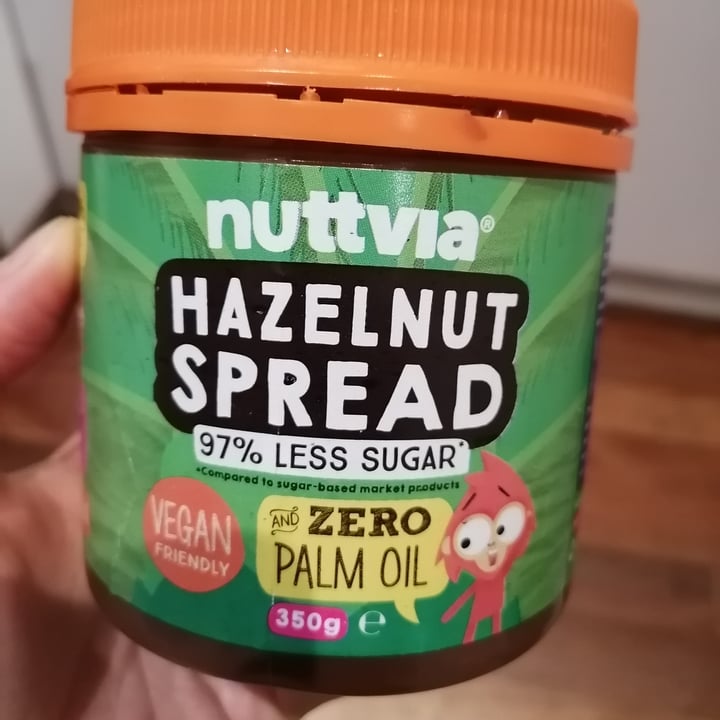 nuttvia®
HAZELNUT
SPREAD
97% LESS SUGAR*
*Compared to sugar-based market products
VEGAN
FRIENDLY
AND ZERO
PALM OIL
350g ℮